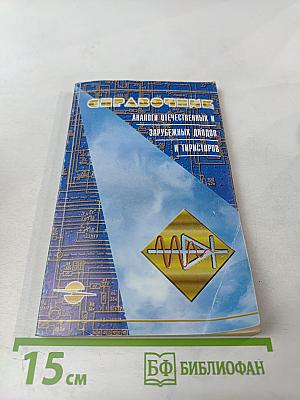 СПРАВОЧНИК
АНАЛОГИ ОТЕЧЕСТВЕННЫХ И
ЗАРУБЕЖНЫХ ДИОДОВ
И ТИРИСТОРОВ
15 см
БФ БИБЛИОФАН